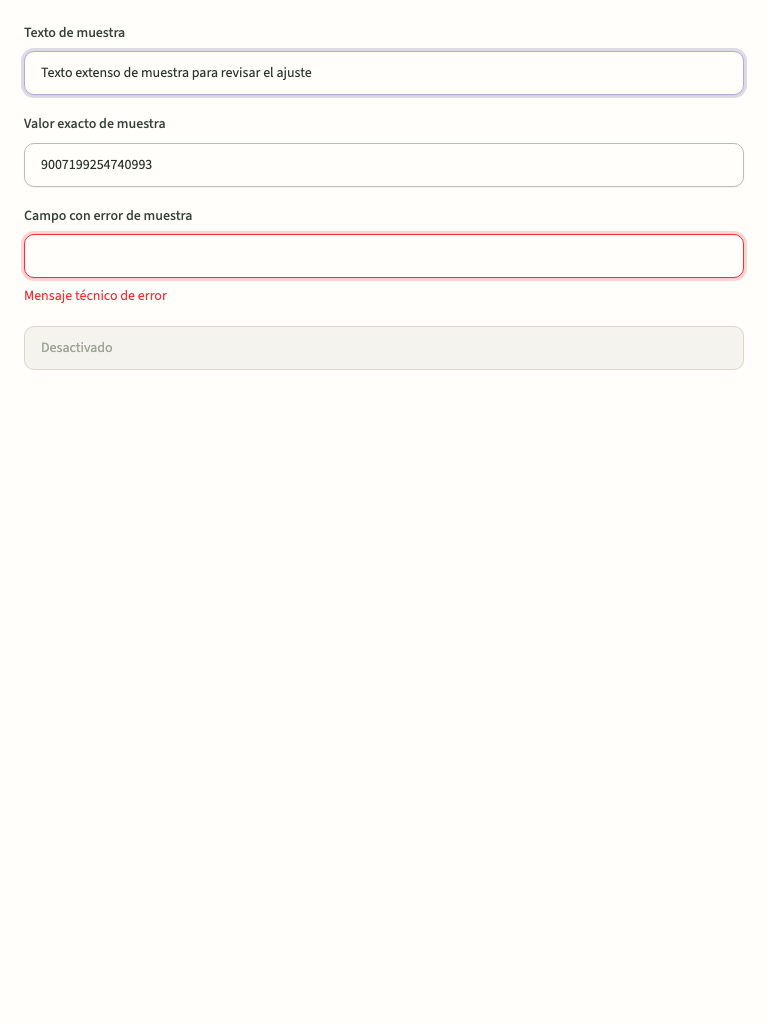 Texto de muestra
Texto extenso de muestra para revisar el ajuste
Valor exacto de muestra
9007199254740993
Campo con error de muestra
Mensaje técnico de error
Desactivado